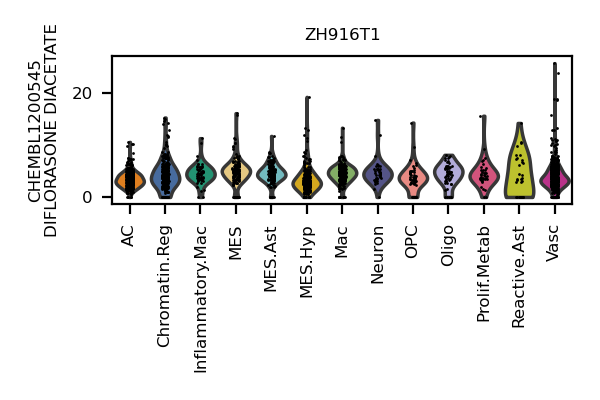 ZH916T1
CHEMBL1200545
DIFLORASONE DIACETATE
20
0
AC
Chromatin.Reg
Inflammatory.Mac
MES
MES.Ast
MES.Hyp
Mac
Neuron
OPC
Oligo
Prolif.Metab
Reactive.Ast
Vasc